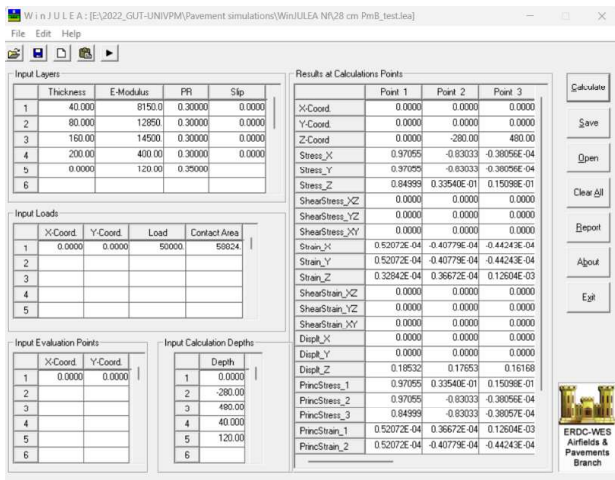 W i n J U L E A : [E:\2022_GUT-UNIVPM\Pavement simulations\WinJULEA Nf\28 cm PmB_test.lea]
File Edit Help
Input Layers
Thickness E-Modulus PR Slip
1 40.000 8150.0 0.30000 0.0000
2 80.000 12850. 0.30000 0.0000
3 160.00 14500. 0.30000 0.0000
4 200.00 400.00 0.30000 0.0000
5 0.0000 120.00 0.35000
6
Input Loads
X-Coord. Y-Coord. Load Contact Area
1 0.0000 0.0000 50000. 58824.
2
3
4
5
Input Evaluation Points
X-Coord. Y-Coord.
1 0.0000 0.0000
2
3
4
5
6
Input Calculation Depths
Depth
1 0.0000
2 -280.00
3 480.00
4 40.000
5 120.00
6
Results at Calculations Points
Point 1 Point 2 Point 3
X-Coord. 0.0000 0.0000 0.0000
Y-Coord. 0.0000 0.0000 0.0000
Z-Coord 0.0000 -280.00 480.00
Stress_X 0.97055 -0.83033 -0.38056E-04
Stress_Y 0.97055 -0.83033 -0.38056E-04
Stress_Z 0.84999 0.33540E-01 0.15098E-01
ShearStress_XZ 0.0000 0.0000 0.0000
ShearStress_YZ 0.0000 0.0000 0.0000
ShearStress_XY 0.0000 0.0000 0.0000
Strain_X 0.52072E-04 -0.40779E-04 -0.44243E-04
Strain_Y 0.52072E-04 -0.40779E-04 -0.44243E-04
Strain_Z 0.32842E-04 0.36672E-04 0.12604E-03
ShearStrain_XZ 0.0000 0.0000 0.0000
ShearStrain_YZ 0.0000 0.0000 0.0000
ShearStrain_XY 0.0000 0.0000 0.0000
Displt_X 0.0000 0.0000 0.0000
Displt_Y 0.0000 0.0000 0.0000
Displt_Z 0.18532 0.17653 0.16168
PrincStress_1 0.97055 0.33540E-01 0.15098E-01
PrincStress_2 0.97055 -0.83033 -0.38056E-04
PrincStress_3 0.84999 -0.83033 -0.38057E-04
PrincStrain_1 0.52072E-04 0.36672E-04 0.12604E-03
PrincStrain_2 0.52072E-04 -0.40779E-04 -0.44243E-04
Calculate
Save
Open
Clear All
Report
About
Exit
ERDC-WES
Airfields &
Pavements
Branch